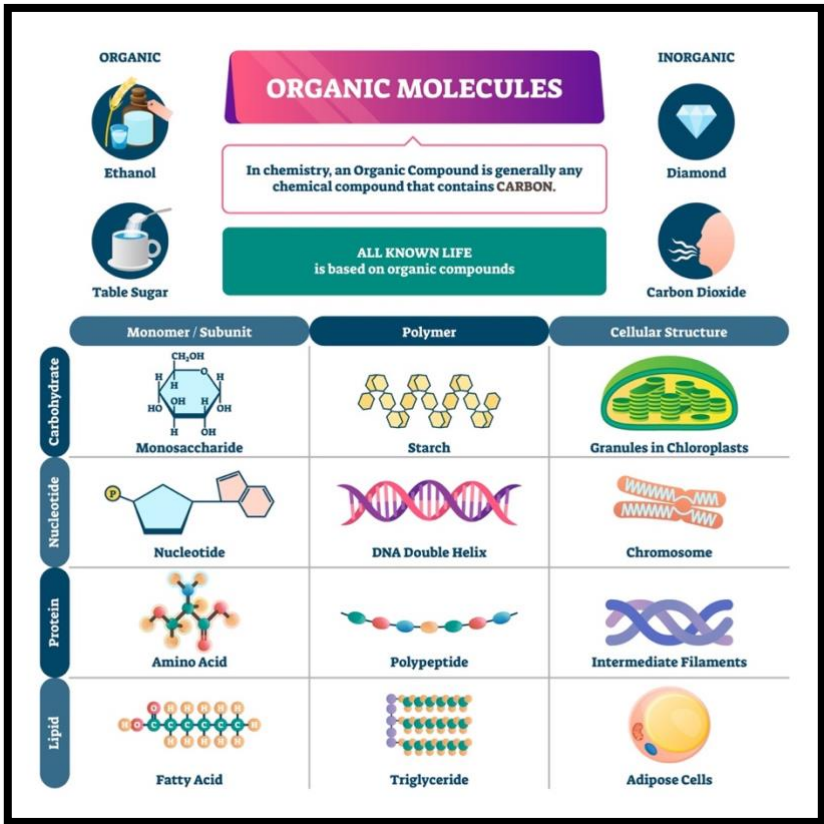 ORGANIC
ORGANIC MOLECULES
INORGANIC
Ethanol
In chemistry, an Organic Compound is generally any
chemical compound that contains CARBON.
Diamond
Table Sugar
ALL KNOWN LIFE
is based on organic compounds
Carbon Dioxide
Monomer / Subunit
Polymer
Cellular Structure
Carbohydrate
CH₂OH
H
O
H
H
HO
OH
H
OH
H
OH
Monosaccharide
Starch
Granules in Chloroplasts
Nucleotide
P
Nucleotide
DNA Double Helix
Chromosome
Protein
Amino Acid
Polypeptide
Intermediate Filaments
Lipid
O H H H H H H
H O C C C C C C C H
H H H H H
Fatty Acid
Triglyceride
Adipose Cells